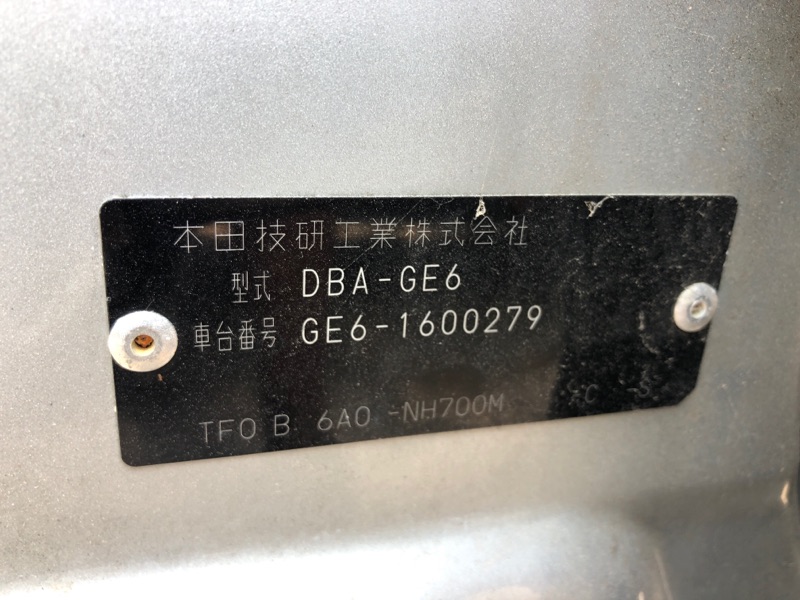 本田技研工業株式会社
型式 DBA-GE6
車台番号 GE6-1600279
TF0 B 6A0 -NH700M C S